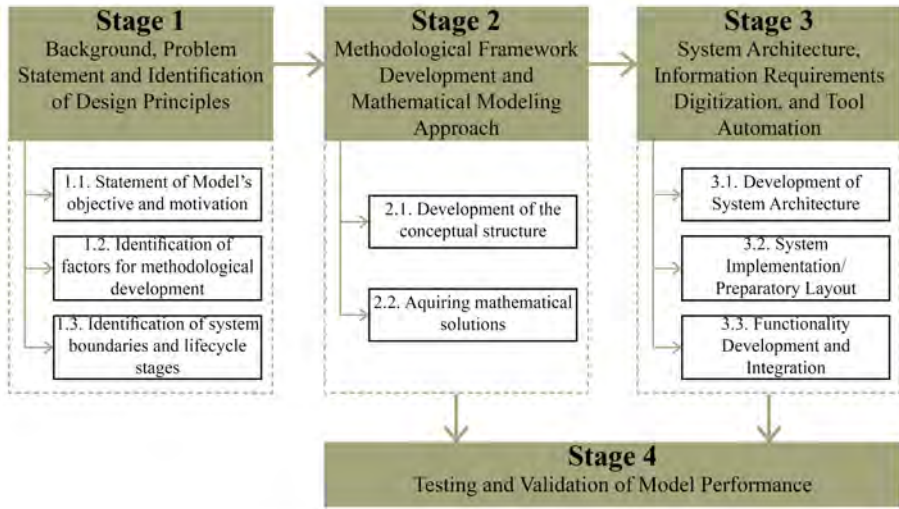 Stage 1
Background, Problem
Statement and Identification
of Design Principles
1.1. Statement of Model's
objective and motivation
1.2. Identification of
factors for methodological
development
1.3. Identification of system
boundaries and lifecycle
stages
Stage 2
Methodological Framework
Development and
Mathematical Modeling
Approach
2.1. Development of the
conceptual structure
2.2. Aquiring mathematical
solutions
Stage 3
System Architecture,
Information Requirements
Digitization, and Tool
Automation
3.1. Development of
System Architecture
3.2. System
Implementation/
Preparatory Layout
3.3. Functionality
Development and
Integration
Stage 4
Testing and Validation of Model Performance